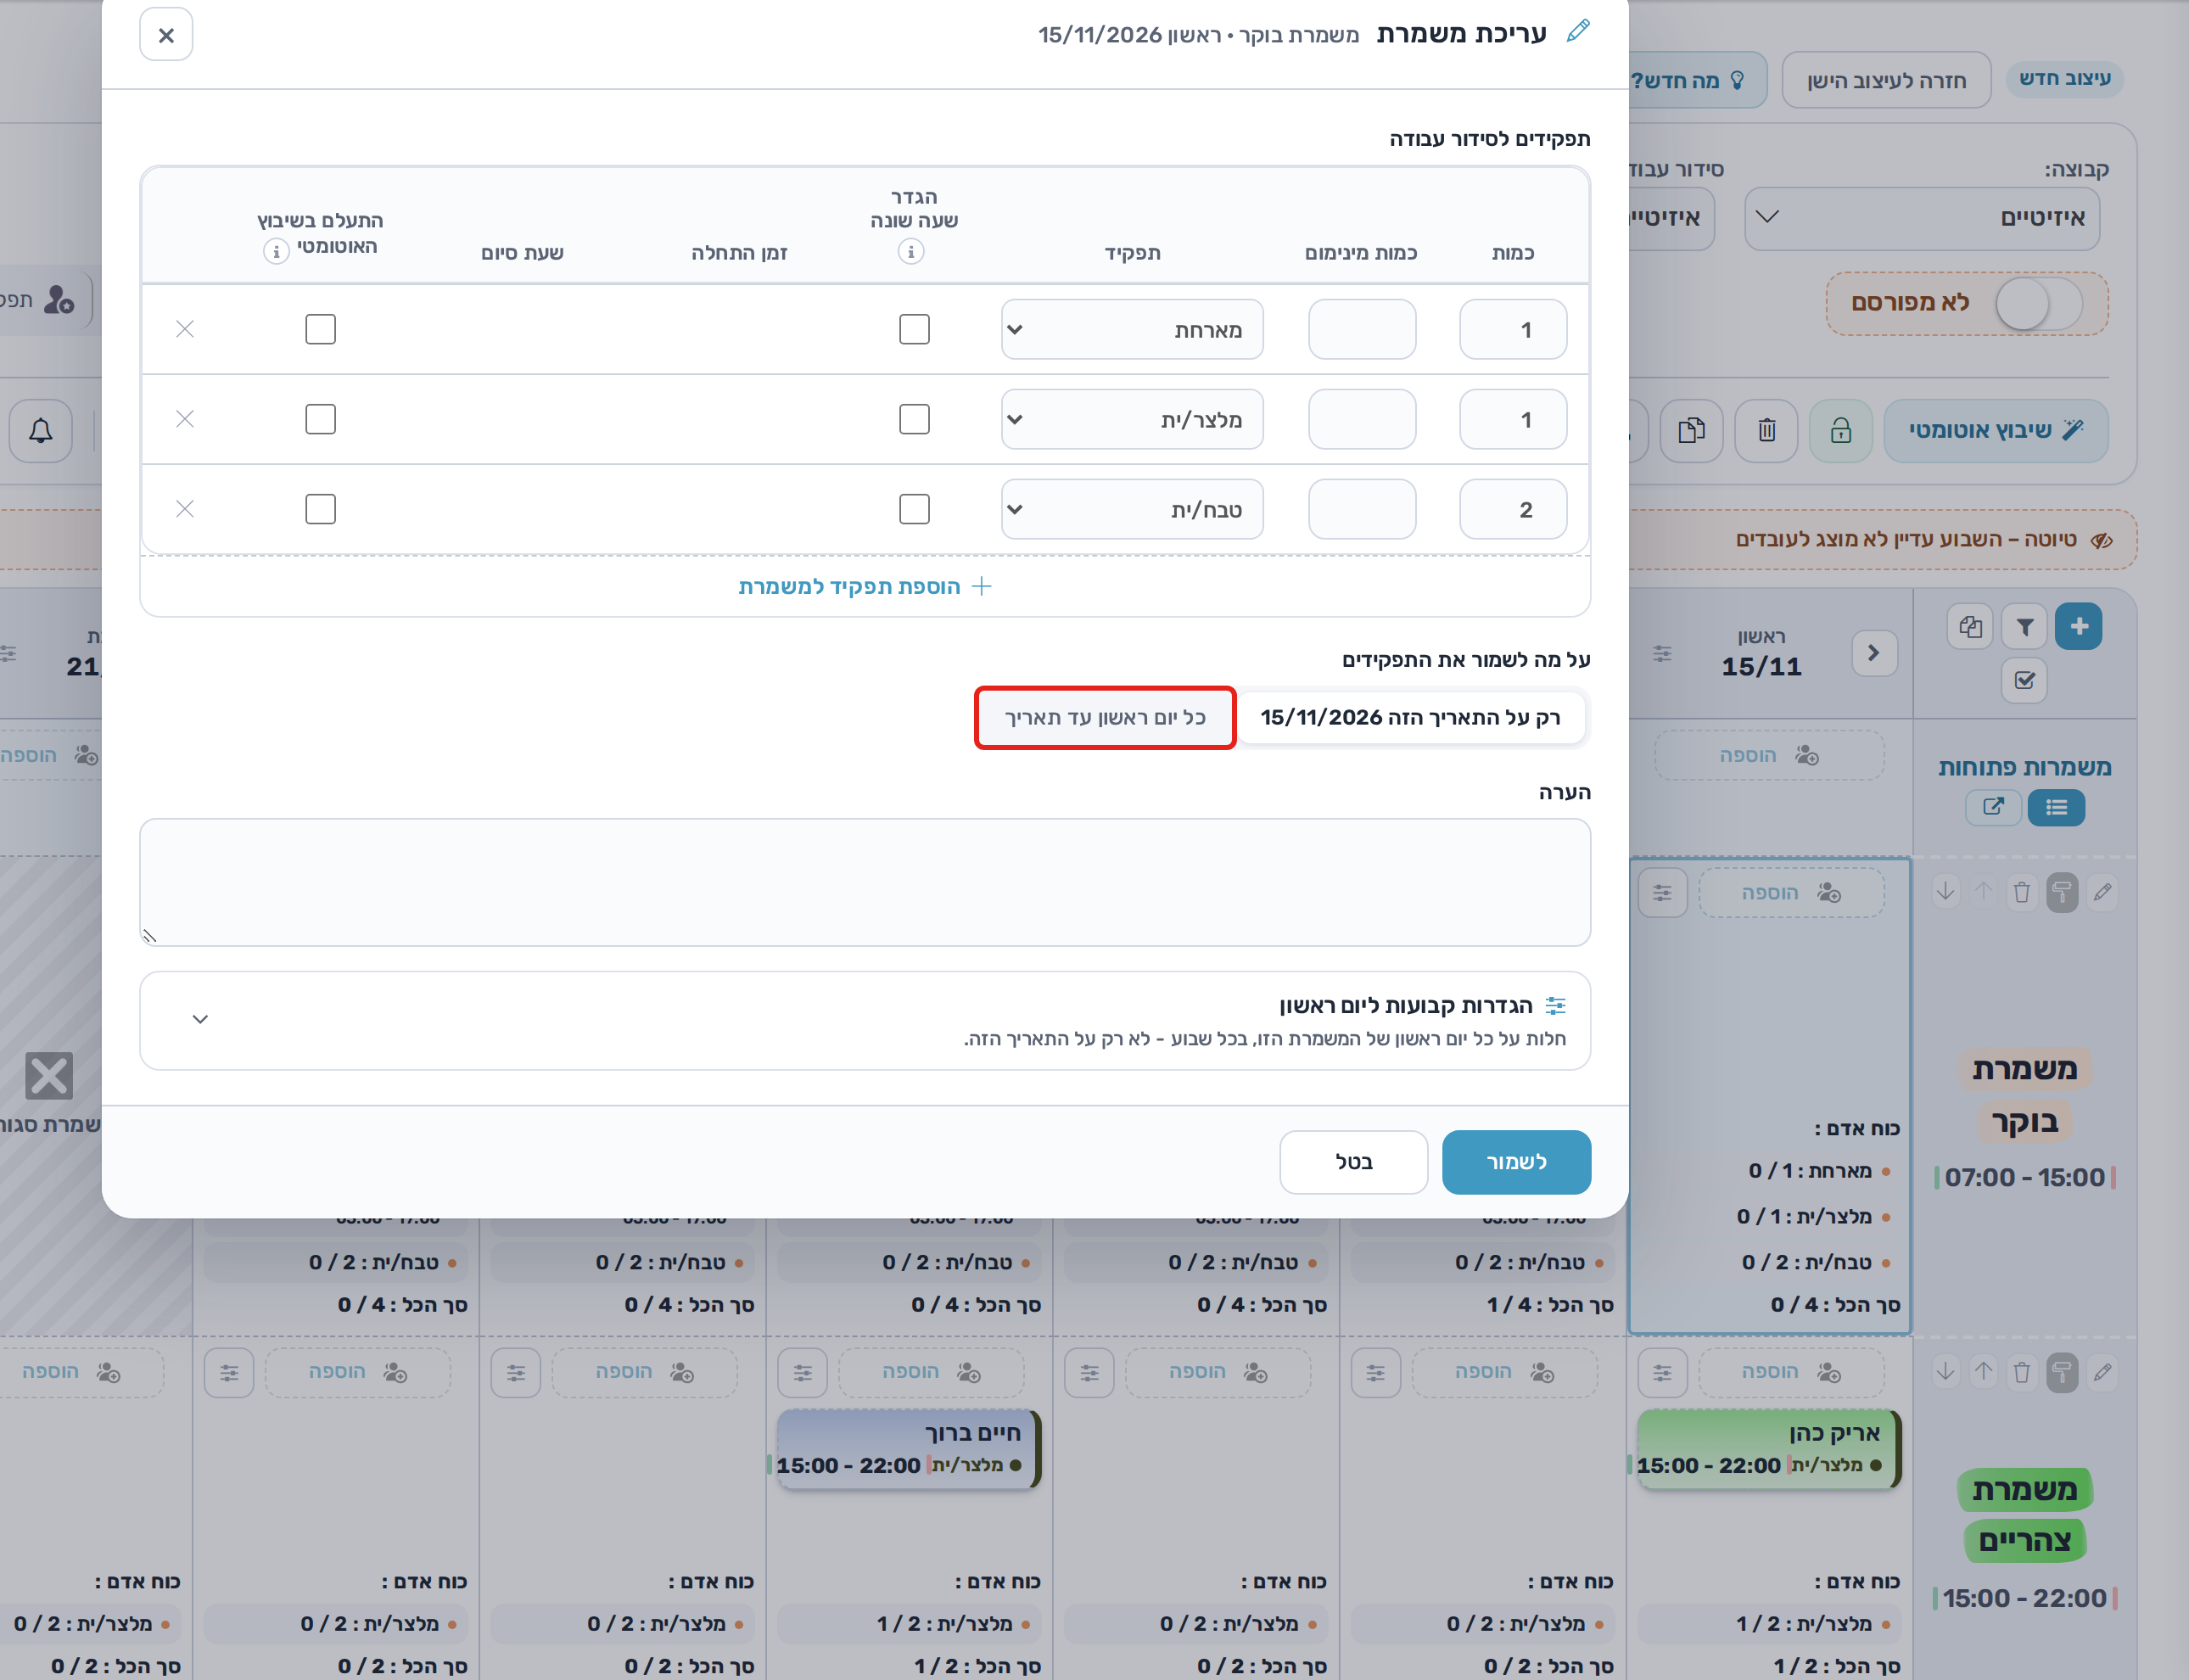 עריכת משמרת משמרת בוקר • ראשון 15/11/2026
עיצוב חדש
חזרה לעיצוב הישן
מה חדש?
קבוצה:
איזיטיים
סידור עבוד
איזיטיי
לא מפורסם
שיבוץ אוטומטי
טיוטה – השבוע עדיין לא מוצג לעובדים
תפקידים לסידור עבודה
כמות
כמות מינימום
תפקיד
הגדר
שעה שונה
זמן התחלה
שעת סיום
התעלם בשיבוץ
האוטומטי
1 מארחת
1 מלצר/ית
2 טבח/ית
הוספת תפקיד למשמרת
על מה לשמור את התפקידים
רק על התאריך הזה 15/11/2026
כל יום ראשון עד תאריך
הערה
הגדרות קבועות ליום ראשון
חלות על כל יום ראשון של המשמרת הזו, בכל שבוע - לא רק על התאריך הזה.
לשמור
בטל
ראשון
15/11
21
משמרות פתוחות
הוספה
הוספה
משמרת
בוקר
07:00 - 15:00
הוספה
כוח אדם :
מארחת : 1 / 0
מלצר/ית : 1 / 0
טבח/ית : 2 / 0
סך הכל : 4 / 0
טבח/ית : 2 / 0
סך הכל : 4 / 1
טבח/ית : 2 / 0
סך הכל : 4 / 0
טבח/ית : 2 / 0
סך הכל : 4 / 0
טבח/ית : 2 / 0
סך הכל : 4 / 0
טבח/ית : 2 / 0
סך הכל : 4 / 0
שמרת סגור
משמרת
צהריים
15:00 - 22:00
הוספה
אריק כהן
מלצר/ית 15:00 - 22:00
כוח אדם :
מלצר/ית : 2 / 1
סך הכל : 2 / 1
הוספה
כוח אדם :
מלצר/ית : 2 / 0
סך הכל : 2 / 0
הוספה
כוח אדם :
מלצר/ית : 2 / 0
סך הכל : 2 / 0
הוספה
חיים ברוך
מלצר/ית 15:00 - 22:00
כוח אדם :
מלצר/ית : 2 / 1
סך הכל : 2 / 1
הוספה
כוח אדם :
מלצר/ית : 2 / 0
סך הכל : 2 / 0
הוספה
כוח אדם :
מלצר/ית : 2 / 0
סך הכל : 2 / 0
הוספה
כוח אדם :
מלצר/ית : 2 / 0
סך הכל : 2 / 0